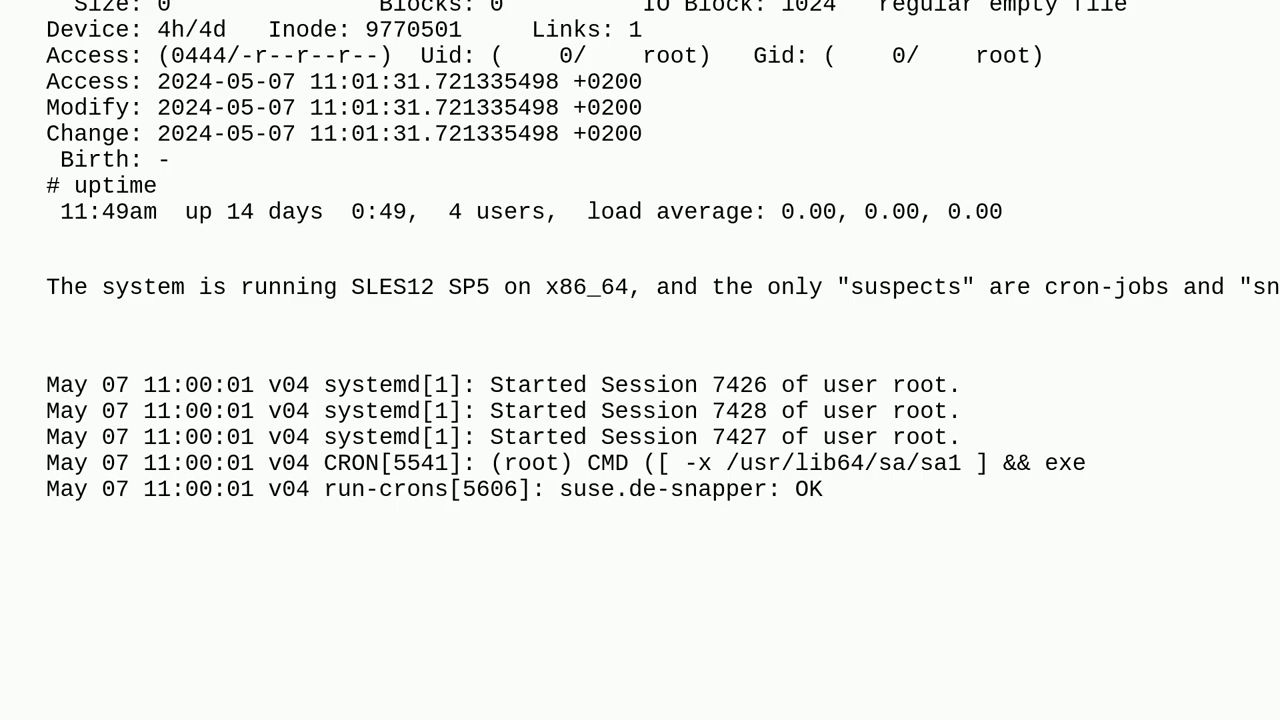 Size: 0               Blocks: 0          IO Block: 1024   regular empty file
Device: 4h/4d   Inode: 9770501     Links: 1
Access: (0444/-r--r--r--)  Uid: (    0/    root)   Gid: (    0/    root)
Access: 2024-05-07 11:01:31.721335498 +0200
Modify: 2024-05-07 11:01:31.721335498 +0200
Change: 2024-05-07 11:01:31.721335498 +0200
 Birth: -
# uptime
 11:49am  up 14 days  0:49,  4 users,  load average: 0.00, 0.00, 0.00
The system is running SLES12 SP5 on x86_64, and the only "suspects" are cron-jobs and "sn
May 07 11:00:01 v04 systemd[1]: Started Session 7426 of user root.
May 07 11:00:01 v04 systemd[1]: Started Session 7428 of user root.
May 07 11:00:01 v04 systemd[1]: Started Session 7427 of user root.
May 07 11:00:01 v04 CRON[5541]: (root) CMD ([ -x /usr/lib64/sa/sa1 ] && exe
May 07 11:00:01 v04 run-crons[5606]: suse.de-snapper: OK